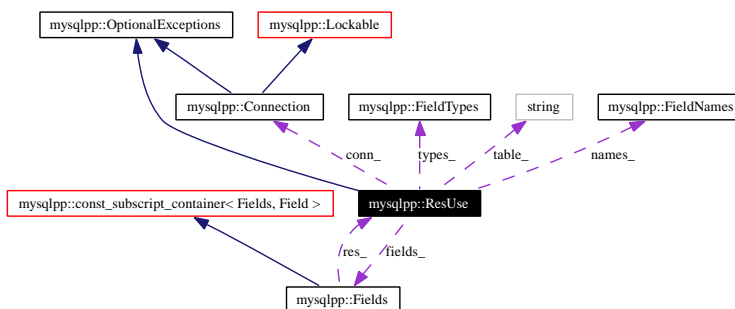 mysqlpp::OptionalExceptions
mysqlpp::Lockable
mysqlpp::Connection
mysqlpp::FieldTypes
string
mysqlpp::FieldNames
conn_
types_
table_
names_
mysqlpp::const_subscript_container< Fields, Field >
mysqlpp::ResUse
res_
fields_
mysqlpp::Fields